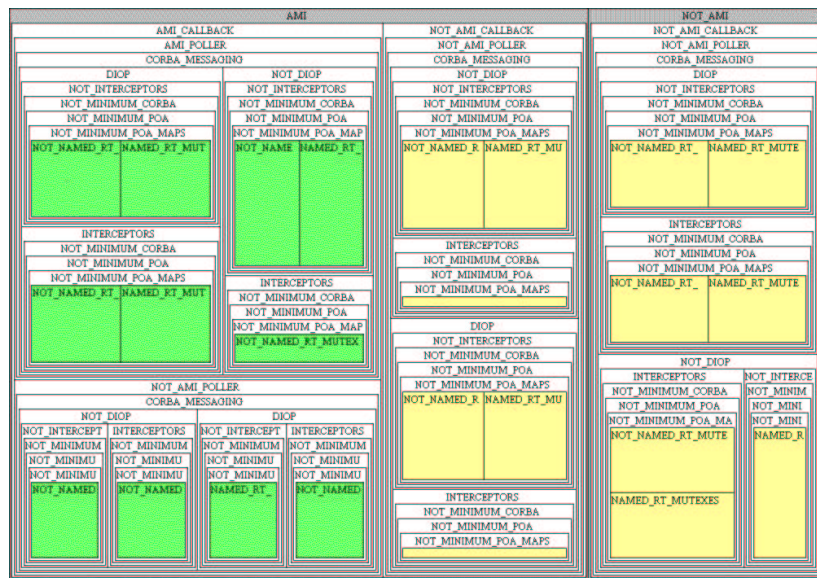 AMI
NOT_AMI
AMI_CALLBACK
NOT_AMI_CALLBACK
NOT_AMI_CALLBACK
AMI_POLLER
NOT_AMI_POLLER
NOT_AMI_POLLER
CORBA_MESSAGING
CORBA_MESSAGING
CORBA_MESSAGING
DIOP
NOT_INTERCEPTORS
NOT_MINIMUM_CORBA
NOT_MINIMUM_POA
NOT_MINIMUM_POA_MAPS
NOT_NAMED_RT_
NAMED_RT_MUT
INTERCEPTORS
NOT_MINIMUM_CORBA
NOT_MINIMUM_POA
NOT_MINIMUM_POA_MAPS
NOT_NAMED_RT_
NAMED_RT_MUT
NOT_DIOP
NOT_INTERCEPTORS
NOT_MINIMUM_CORBA
NOT_MINIMUM_POA
NOT_MINIMUM_POA_MAP
NOT_NAME
NAMED_RT_
INTERCEPTORS
NOT_MINIMUM_CORBA
NOT_MINIMUM_POA
NOT_MINIMUM_POA_MAP
NOT_NAMED_RT_MUTEX
NOT_AMI_POLLER
CORBA_MESSAGING
NOT_DIOP
NOT_INTERCEPT
NOT_MINIMUM
NOT_MINIMU
NOT_MINIMU
NOT_NAMED
INTERCEPTORS
NOT_MINIMUM
NOT_MINIMU
NOT_MINIMU
NOT_NAMED
DIOP
NOT_INTERCEPT
NOT_MINIMUM
NOT_MINIMU
NOT_MINIMU
NAMED_RT_
INTERCEPTORS
NOT_MINIMUM
NOT_MINIMU
NOT_MINIMU
NOT_NAMED
NOT_DIOP
NOT_INTERCEPTORS
NOT_MINIMUM_CORBA
NOT_MINIMUM_POA
NOT_MINIMUM_POA_MAPS
NOT_NAMED_R
NAMED_RT_MU
INTERCEPTORS
NOT_MINIMUM_CORBA
NOT_MINIMUM_POA
NOT_MINIMUM_POA_MAPS
DIOP
NOT_INTERCEPTORS
NOT_MINIMUM_CORBA
NOT_MINIMUM_POA
NOT_MINIMUM_POA_MAPS
NOT_NAMED_R
NAMED_RT_MU
INTERCEPTORS
NOT_MINIMUM_CORBA
NOT_MINIMUM_POA
NOT_MINIMUM_POA_MAPS
DIOP
NOT_INTERCEPTORS
NOT_MINIMUM_CORBA
NOT_MINIMUM_POA
NOT_MINIMUM_POA_MAPS
NOT_NAMED_RT_
NAMED_RT_MUTE
INTERCEPTORS
NOT_MINIMUM_CORBA
NOT_MINIMUM_POA
NOT_MINIMUM_POA_MAPS
NOT_NAMED_RT_
NAMED_RT_MUTE
NOT_DIOP
INTERCEPTORS
NOT_MINIMUM_CORBA
NOT_MINIMUM_POA
NOT_MINIMUM_POA_MA
NOT_NAMED_RT_MUTE
NAMED_RT_MUTEXES
NOT_INTERCE
NOT_MINIM
NOT_MINI
NOT_MINI
NAMED_R